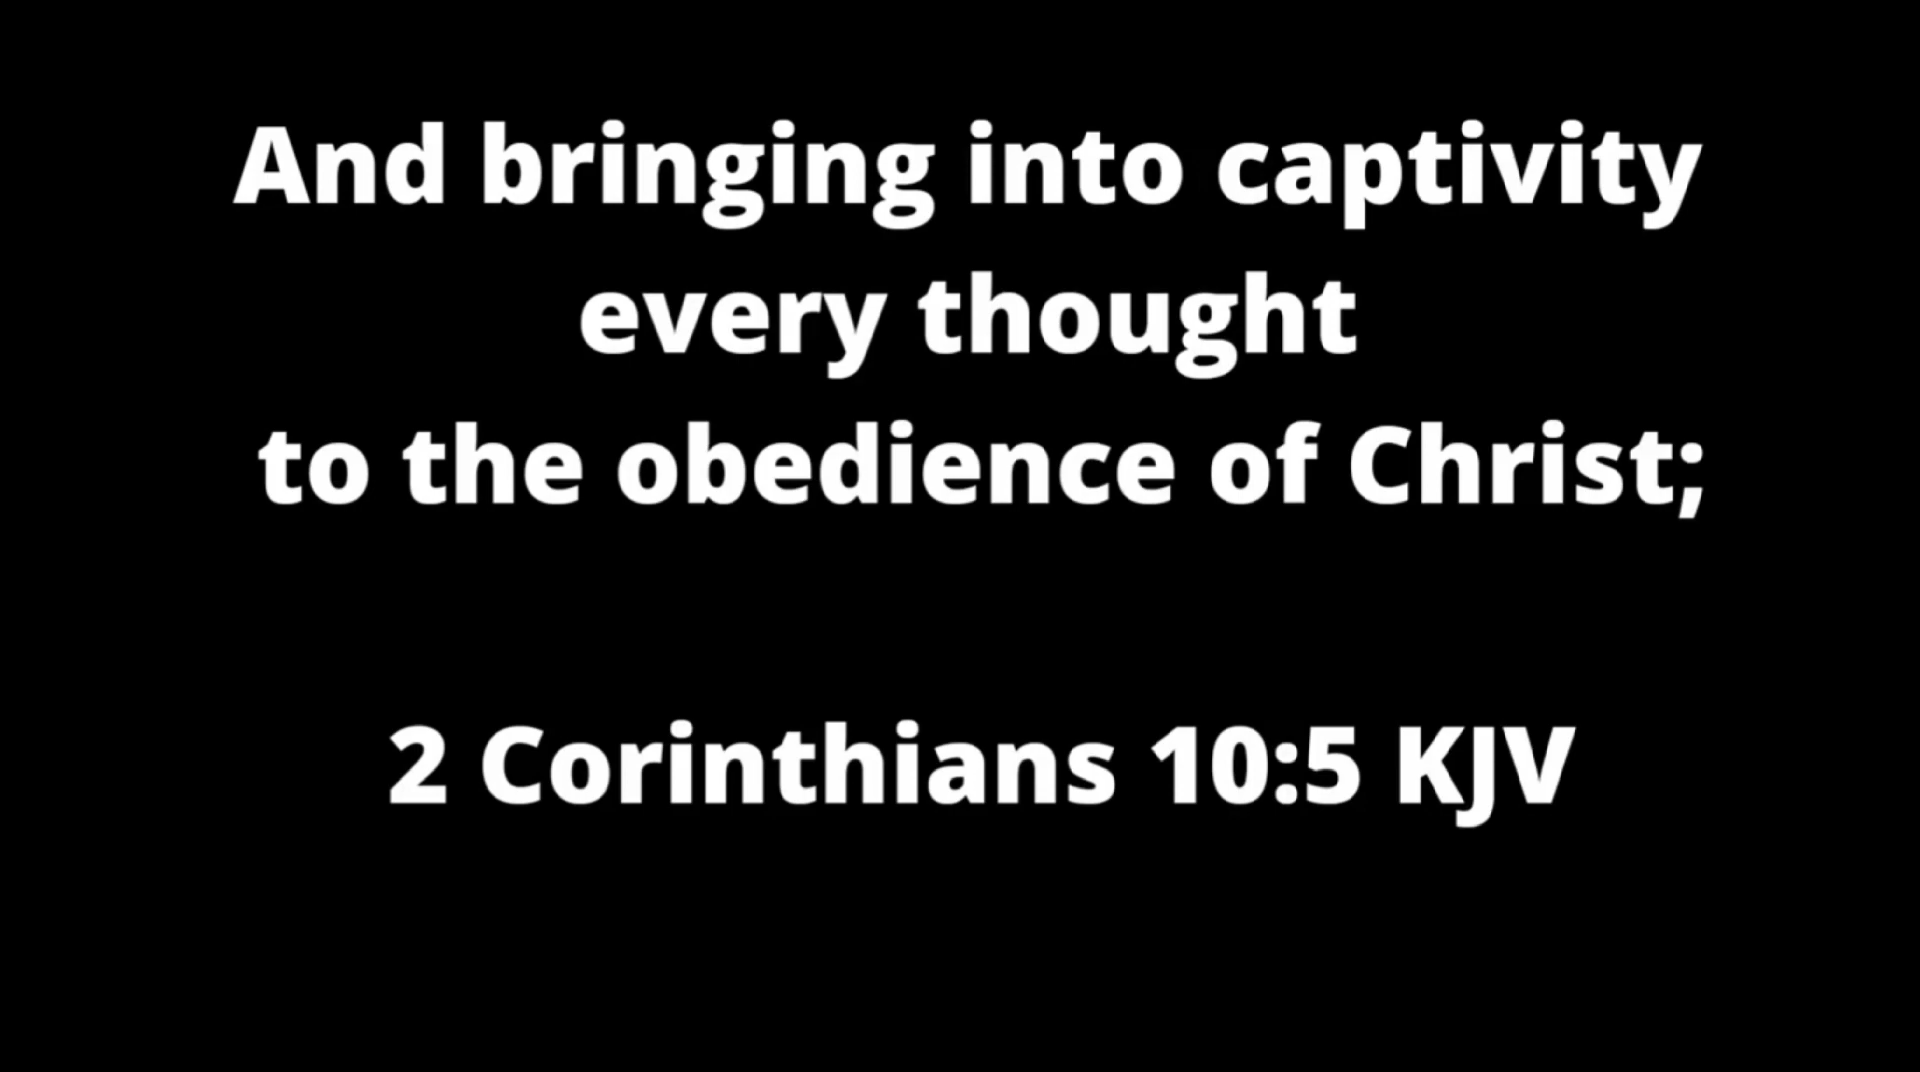 And bringing into captivity
every thought
to the obedience of Christ;
2 Corinthians 10:5 KJV